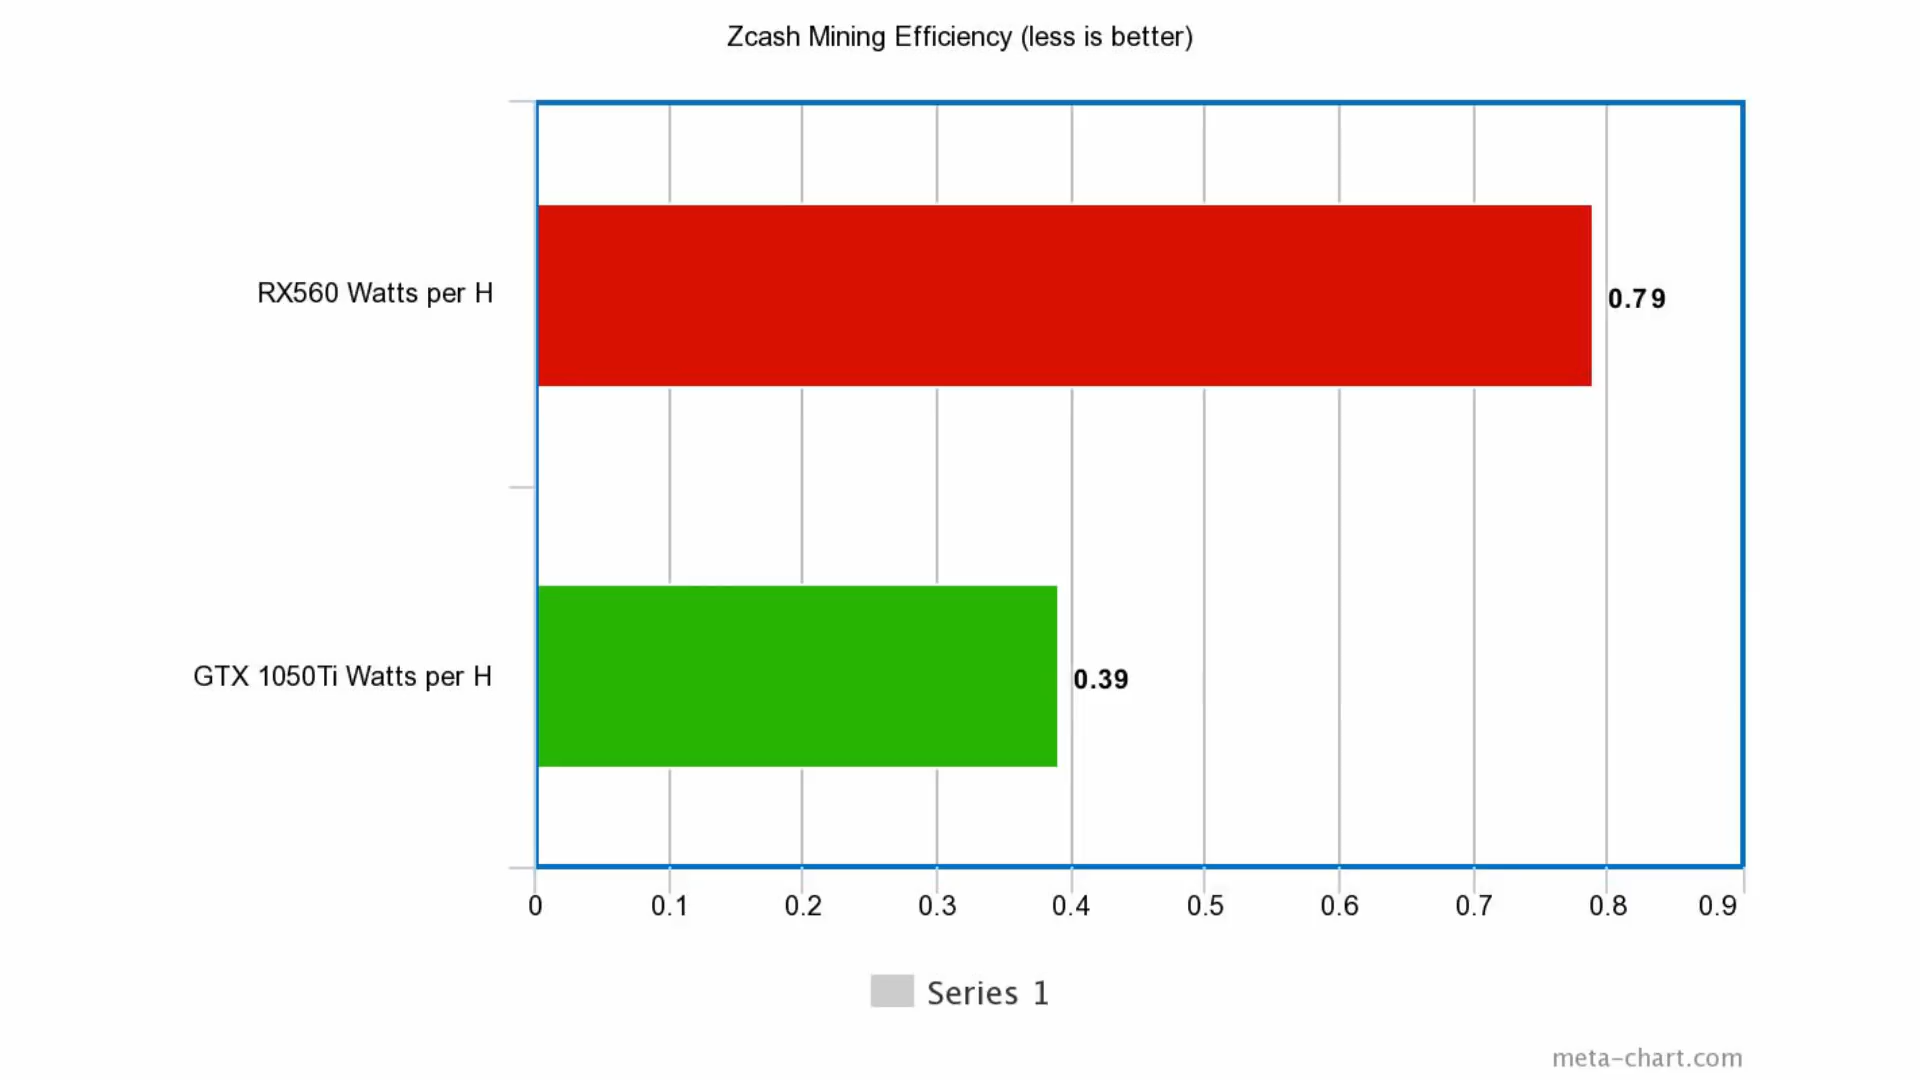 Zcash Mining Efficiency (less is better)
RX560 Watts per H
0.79
GTX 1050Ti Watts per H
0.39
0 0.1 0.2 0.3 0.4 0.5 0.6 0.7 0.8 0.9
Series 1
meta-chart.com